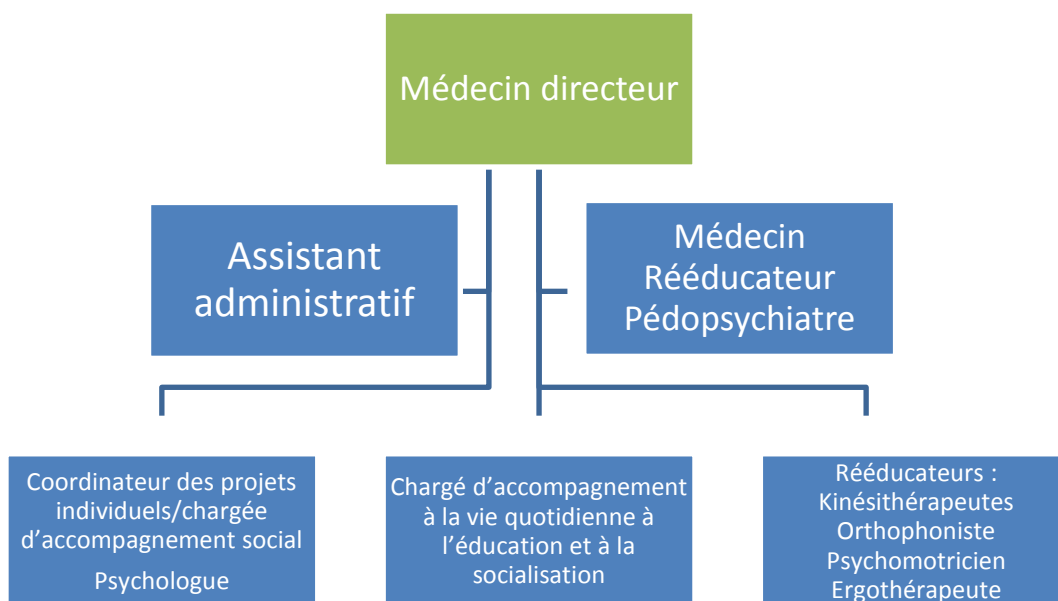 Médecin directeur
Assistant
administratif
Médecin
Rééducateur
Pédopsychiatre
Coordinateur des projets
individuels/chargée
d’accompagnement social
Psychologue
Chargé d’accompagnement
à la vie quotidienne à
l’éducation et à la
socialisation
Rééducateurs :
Kinésithérapeutes
Orthophoniste
Psychomotricien
Ergothérapeute